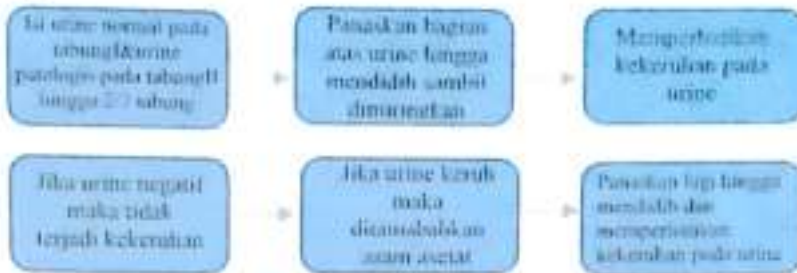 Isi urine normal pada
tabungI&urine
patologis pada tabungII
hingga 2/3 tabung
Panaskan bagian
atas urine hingga
mendidih sambil
dimiringkan
Memperhatikan
kekeruhan pada
urine
Jika urine negatif
maka tidak
terjadi kekeruhan
Jika urine keruh
maka
ditambahkan
asam asetat
Panaskan lagi hingga
mendidih dan
memperhatikan
kekeruhan pada urine